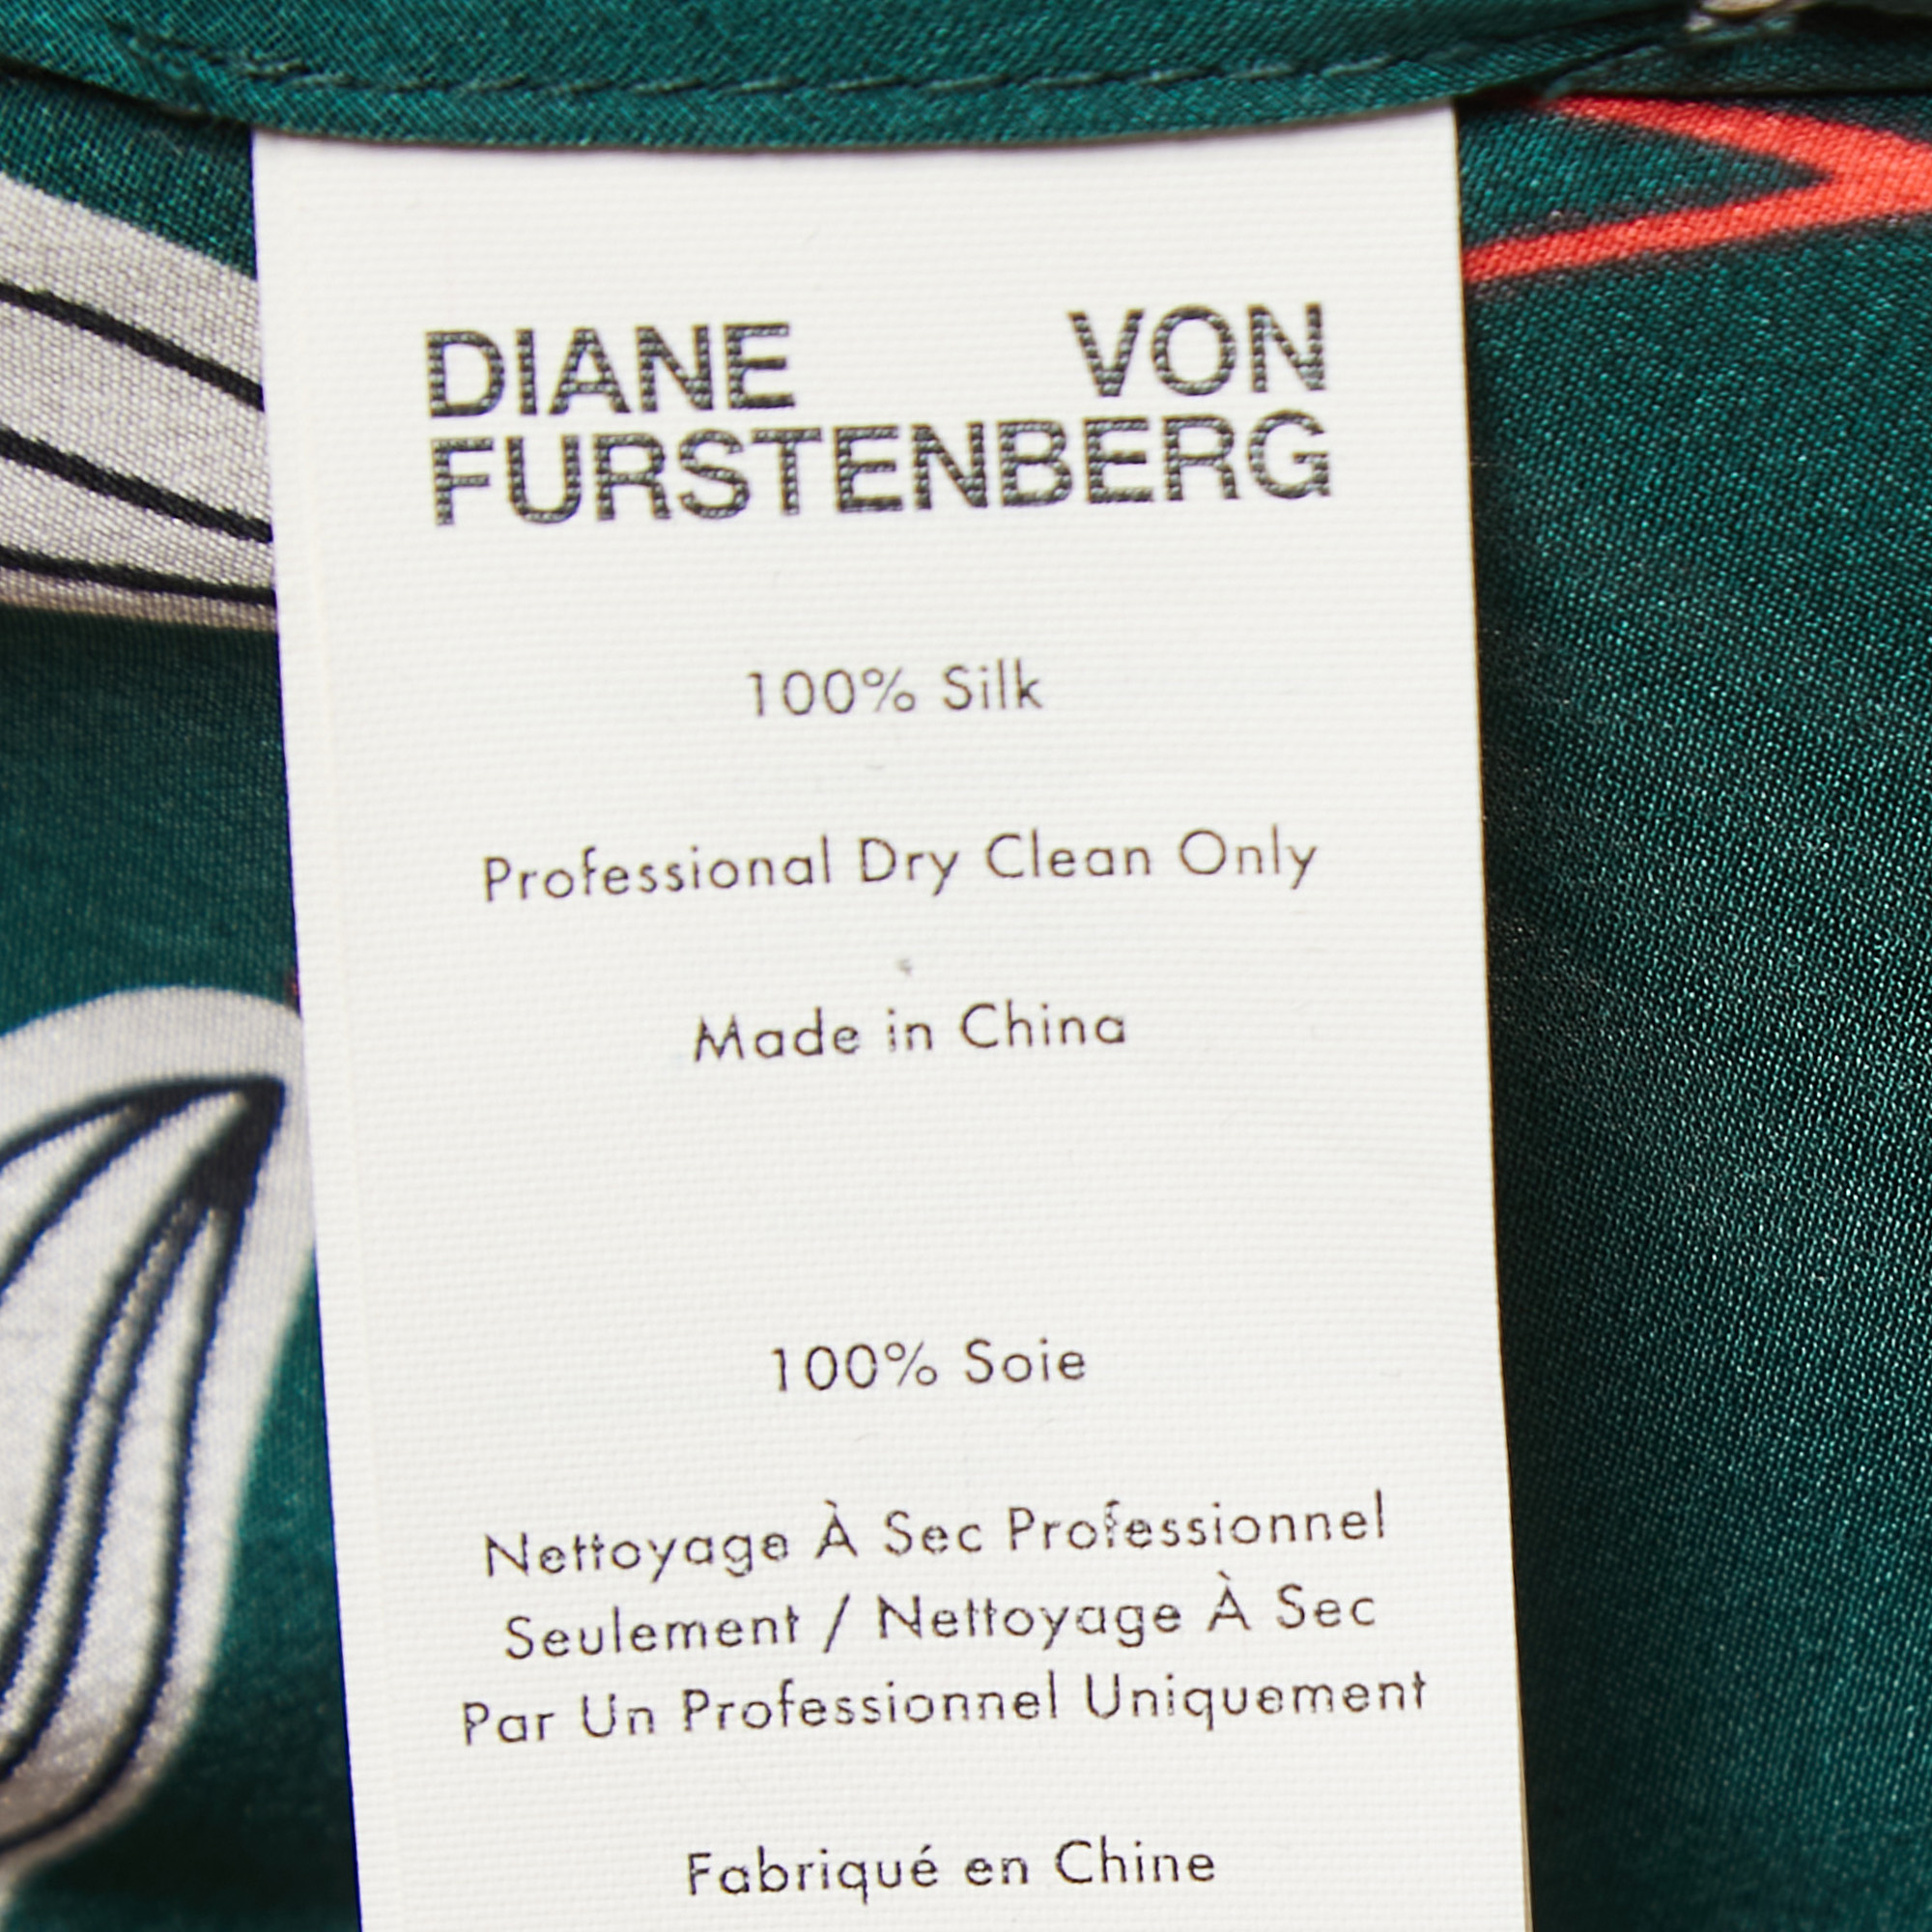 DIANE VON
FURSTENBERG
100% Silk
Professional Dry Clean Only
Made in China
100% Soie
Nettoyage À Sec Professionnel
Seulement / Nettoyage À Sec
Par Un Professionnel Uniquement
Fabriqué en Chine